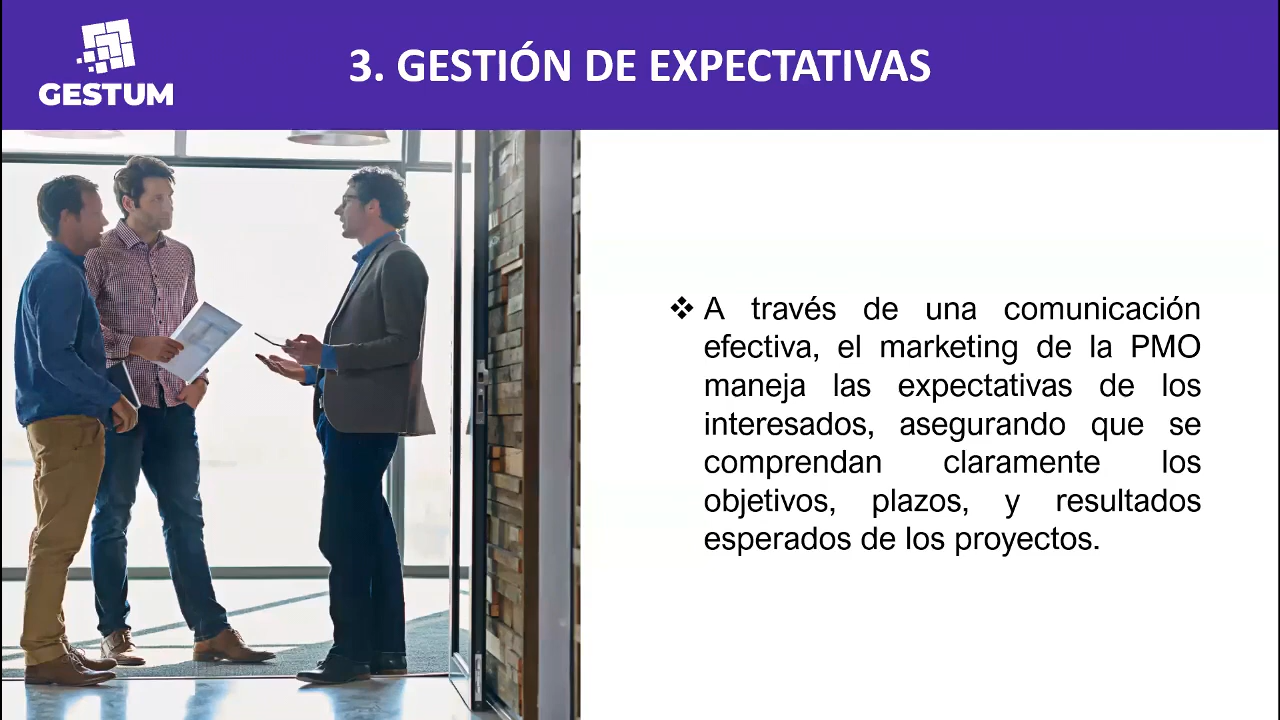 GESTUM
3. GESTIÓN DE EXPECTATIVAS
❖ A través de una comunicación
efectiva, el marketing de la PMO
maneja las expectativas de los
interesados, asegurando que se
comprendan claramente los
objetivos, plazos, y resultados
esperados de los proyectos.